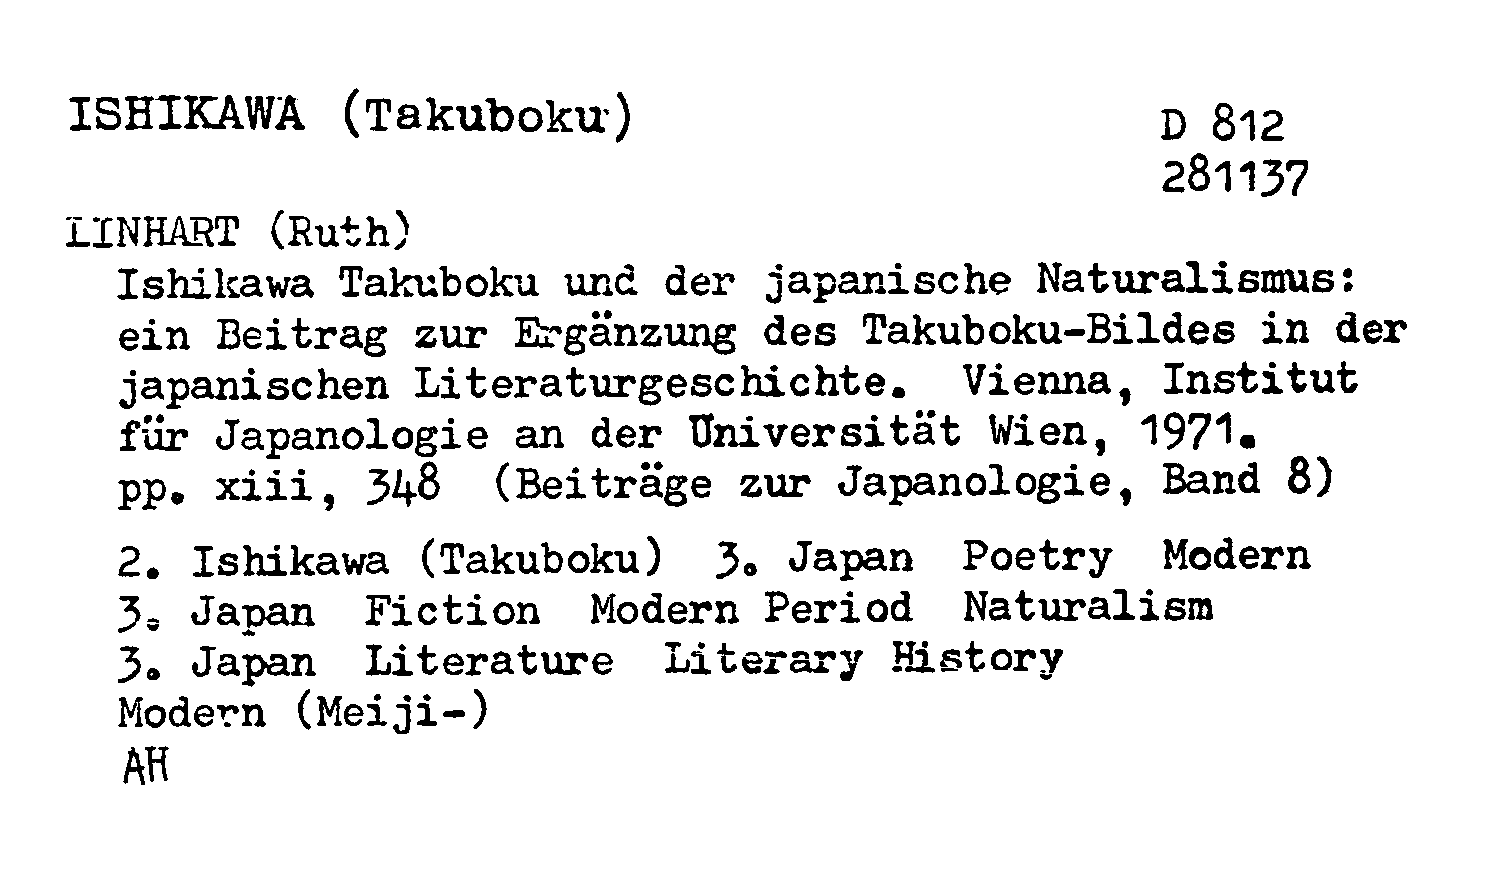 ISHIKAWA (Takuboku)
D 812
281137
LINHART (Ruth)
Ishikawa Takuboku und der japanische Naturalismus:
ein Beitrag zur Ergänzung des Takuboku-Bildes in der
japanischen Literaturgeschichte. Vienna, Institut
für Japanologie an der Universität Wien, 1971.
pp. xiii, 348 (Beiträge zur Japanologie, Band 8)
2. Ishikawa (Takuboku) 3. Japan Poetry Modern
3. Japan Fiction Modern Period Naturalism
3. Japan Literature Literary History
Modern (Meiji-)
AH